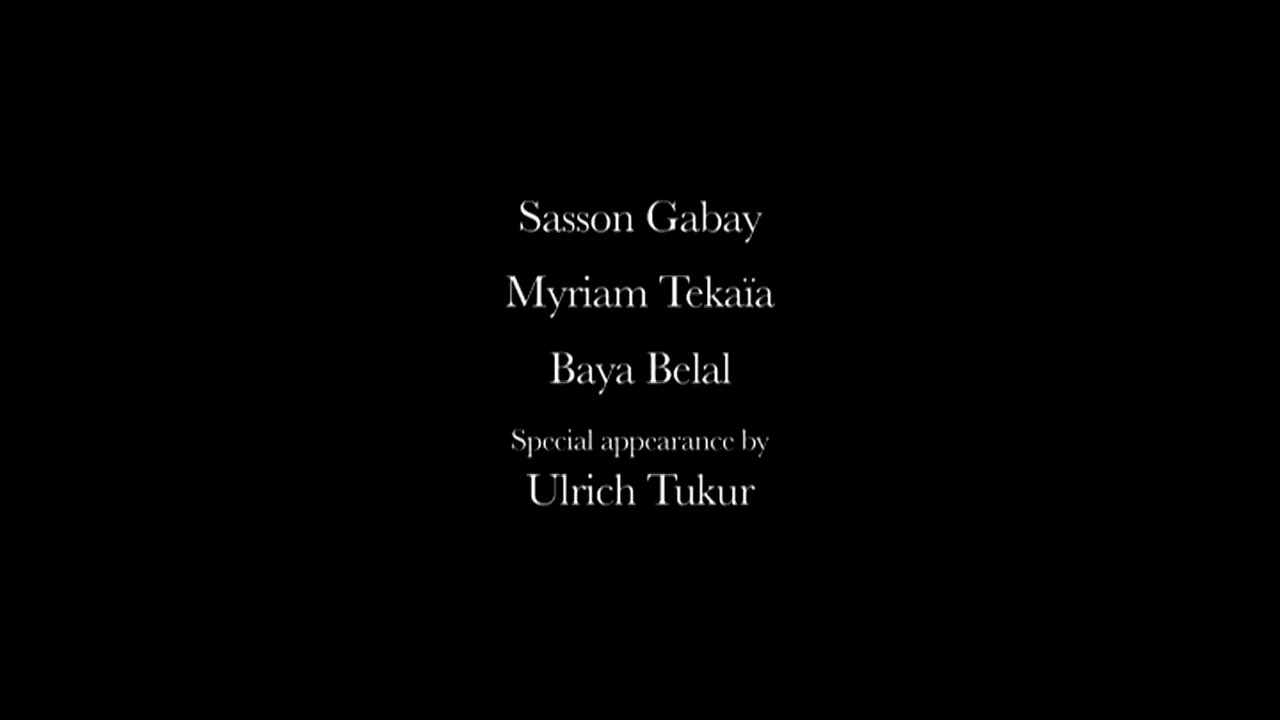 Sasson Gabay
Myriam Tekaïa
Baya Belal
Special appearance by
Ulrich Tukur